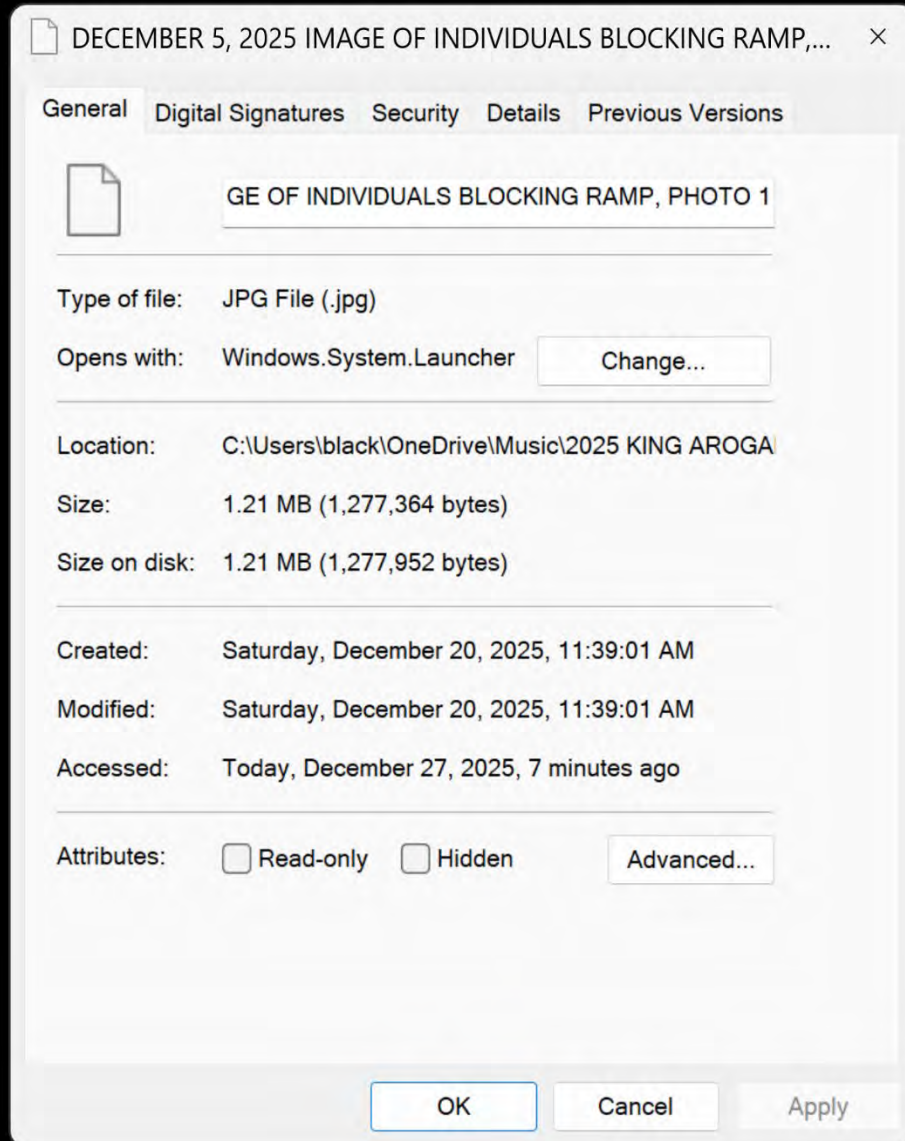 DECEMBER 5, 2025 IMAGE OF INDIVIDUALS BLOCKING RAMP,...
General Digital Signatures Security Details Previous Versions
GE OF INDIVIDUALS BLOCKING RAMP, PHOTO 1
Type of file: JPG File (.jpg)
Opens with: Windows.System.Launcher Change...
Location: C:\Users\black\OneDrive\Music\2025 KING AROGA
Size: 1.21 MB (1,277,364 bytes)
Size on disk: 1.21 MB (1,277,952 bytes)
Created: Saturday, December 20, 2025, 11:39:01 AM
Modified: Saturday, December 20, 2025, 11:39:01 AM
Accessed: Today, December 27, 2025, 7 minutes ago
Attributes: Read-only Hidden Advanced...
OK Cancel Apply